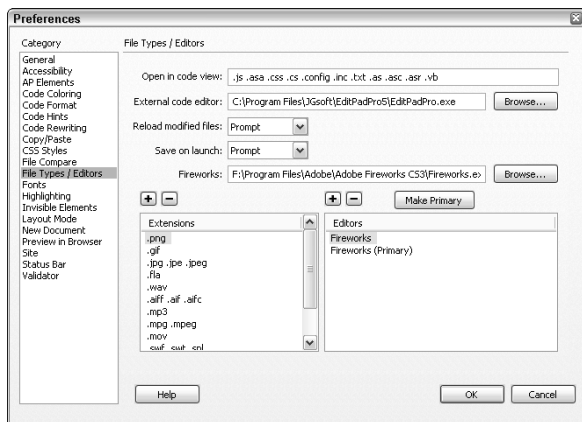 Preferences
Category
File Types / Editors
General
Accessibility
AP Elements
Code Coloring
Code Format
Code Hints
Code Rewriting
Copy/Paste
CSS Styles
File Compare
File Types / Editors
Fonts
Highlighting
Invisible Elements
Layout Mode
New Document
Preview in Browser
Site
Status Bar
Validator
Open in code view: .js .asa .css .cs .config .inc .txt .as .asc .asr .vb
External code editor: C:\Program Files\JGsoft\EditPadPro5\EditPadPro.exe Browse...
Reload modified files: Prompt
Save on launch: Prompt
Fireworks: F:\Program Files\Adobe\Adobe Fireworks CS3\Fireworks.ex Browse...
Make Primary
Extensions
.png
.gif
.jpg .jpe .jpeg
.fla
.wav
.aiff .aif .aifc
.mp3
.mpg .mpeg
.mov
.swf .swt .spl
Editors
Fireworks
Fireworks (Primary)
Help
OK
Cancel